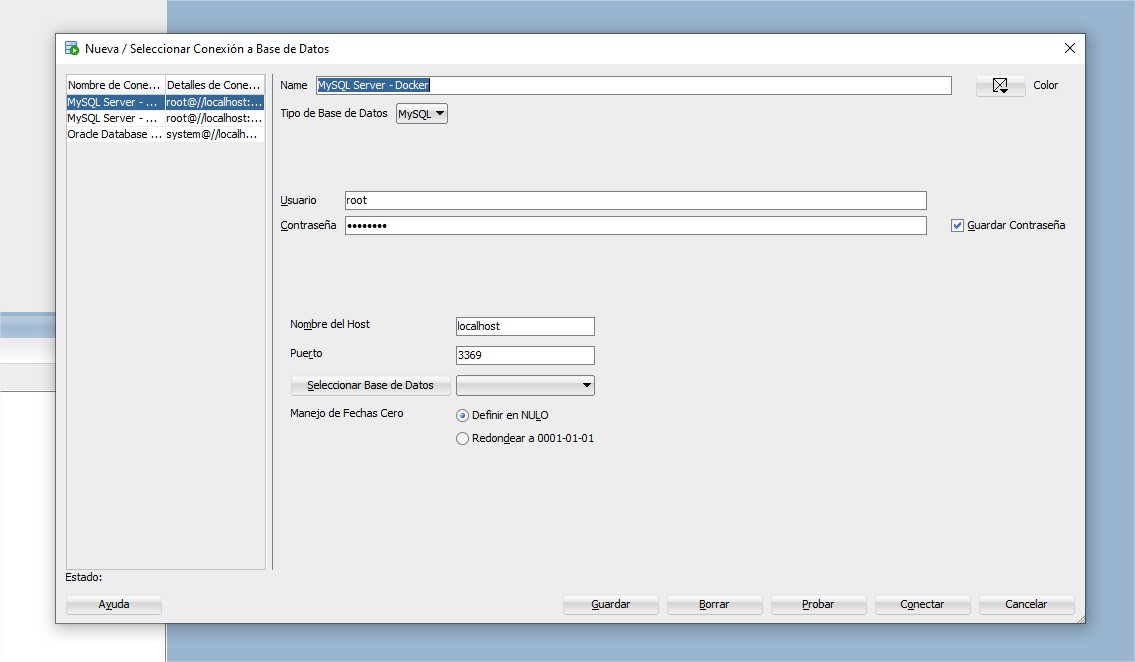 Nueva / Seleccionar Conexión a Base de Datos
Nombre de Cone... Detalles de Cone...
MySQL Server - ... root@//localhost:...
MySQL Server - ... root@//localhost:...
Oracle Database ... system@//localh...
Name MySQL Server - Docker Color
Tipo de Base de Datos MySQL
Usuario root
Contraseña •••••••• Guardar Contraseña
Nombre del Host localhost
Puerto 3369
Seleccionar Base de Datos
Manejo de Fechas Cero Definir en NULO
Redondear a 0001-01-01
Estado:
Ayuda Guardar Borrar Probar Conectar Cancelar